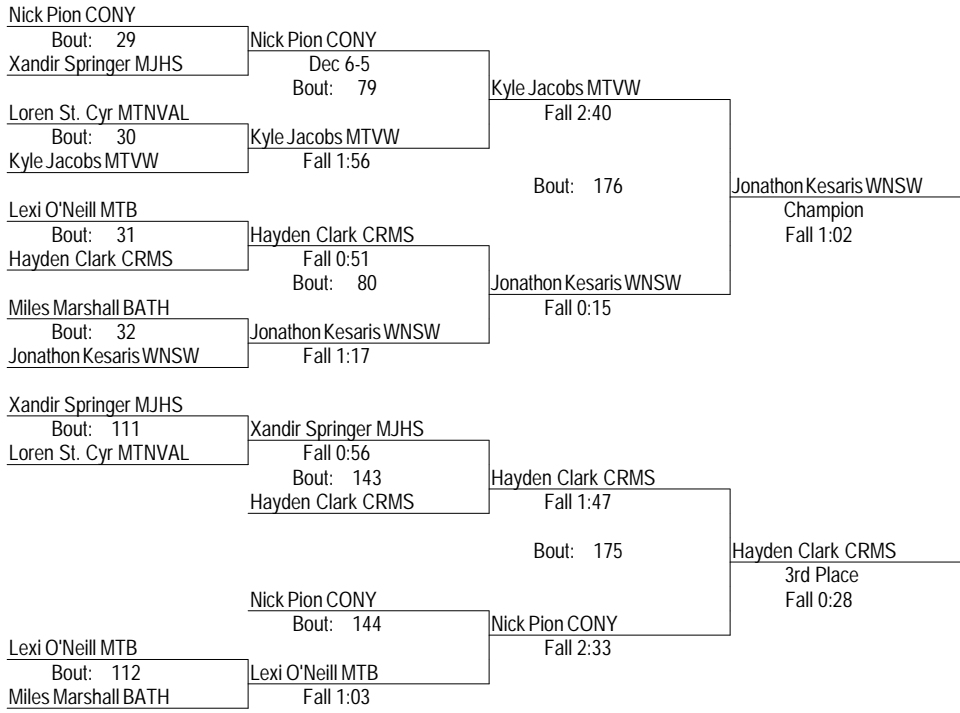 Nick Pion CONY
Bout: 29
Nick Pion CONY
Xandir Springer MJHS
Dec 6-5
Bout: 79
Kyle Jacobs MTVW
Loren St. Cyr MTNVAL
Fall 2:40
Bout: 30
Kyle Jacobs MTVW
Kyle Jacobs MTVW
Fall 1:56
Bout: 176
Jonathon Kesaris WNSW
Lexi O'Neill MTB
Champion
Bout: 31
Hayden Clark CRMS
Fall 1:02
Hayden Clark CRMS
Fall 0:51
Bout: 80
Jonathon Kesaris WNSW
Miles Marshall BATH
Fall 0:15
Bout: 32
Jonathon Kesaris WNSW
Jonathon Kesaris WNSW
Fall 1:17
Xandir Springer MJHS
Bout: 111
Xandir Springer MJHS
Loren St. Cyr MTNVAL
Fall 0:56
Bout: 143
Hayden Clark CRMS
Hayden Clark CRMS
Fall 1:47
Bout: 175
Hayden Clark CRMS
3rd Place
Nick Pion CONY
Fall 0:28
Bout: 144
Nick Pion CONY
Lexi O'Neill MTB
Fall 2:33
Bout: 112
Lexi O'Neill MTB
Miles Marshall BATH
Fall 1:03